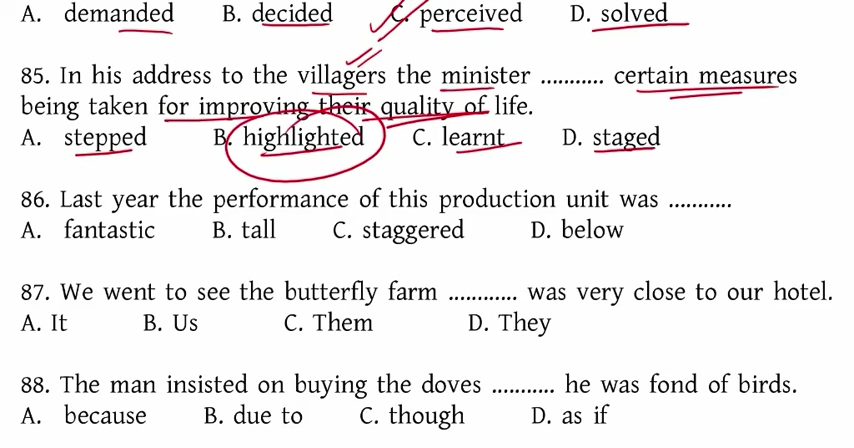 A. demanded B. decided C. perceived D. solved
85. In his address to the villagers the minister ........... certain measures
being taken for improving their quality of life.
A. stepped B. highlighted C. learnt D. staged
86. Last year the performance of this production unit was ...........
A. fantastic B. tall C. staggered D. below
87. We went to see the butterfly farm ............ was very close to our hotel.
A. It B. Us C. Them D. They
88. The man insisted on buying the doves ........... he was fond of birds.
A. because B. due to C. though D. as if